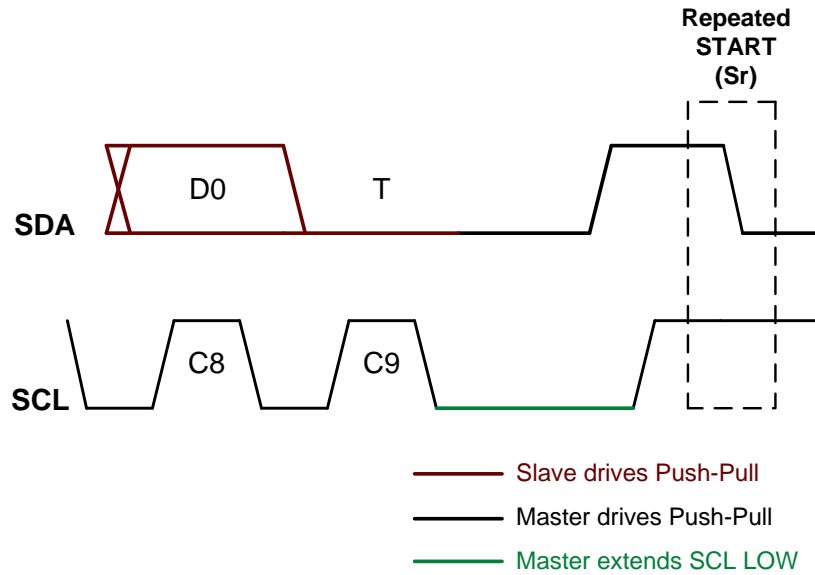 Repeated
START
(Sr)
D0
T
SDA
C8
C9
SCL
Slave drives Push-Pull
Master drives Push-Pull
Master extends SCL LOW